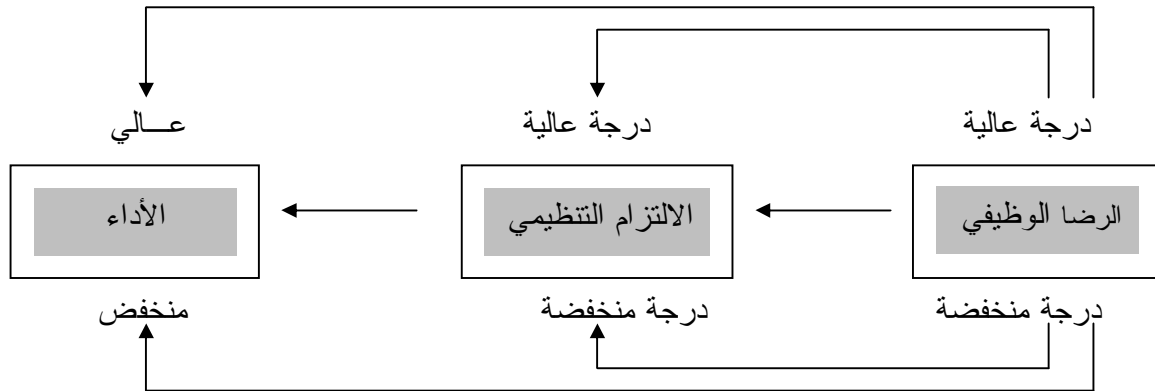 درجة عالية
درجة عالية
عـــالي
الرضا الوظيفي
الالتزام التنظيمي
الأداء
درجة منخفضة
درجة منخفضة
منخفض